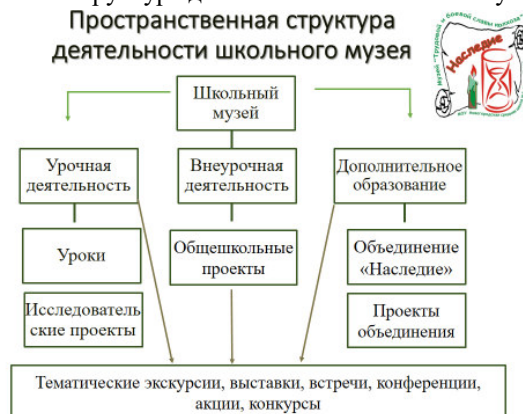 Пространственная структура
деятельности школьного музея
Наследие
Школьный
музей
Урочная
деятельность
Внеурочная
деятельность
Дополнительное
образование
Уроки
Общешкольные
проекты
Объединение
«Наследие»
Исследователь
ские проекты
Проекты
объединения
Тематические экскурсии, выставки, встречи, конференции,
акции, конкурсы